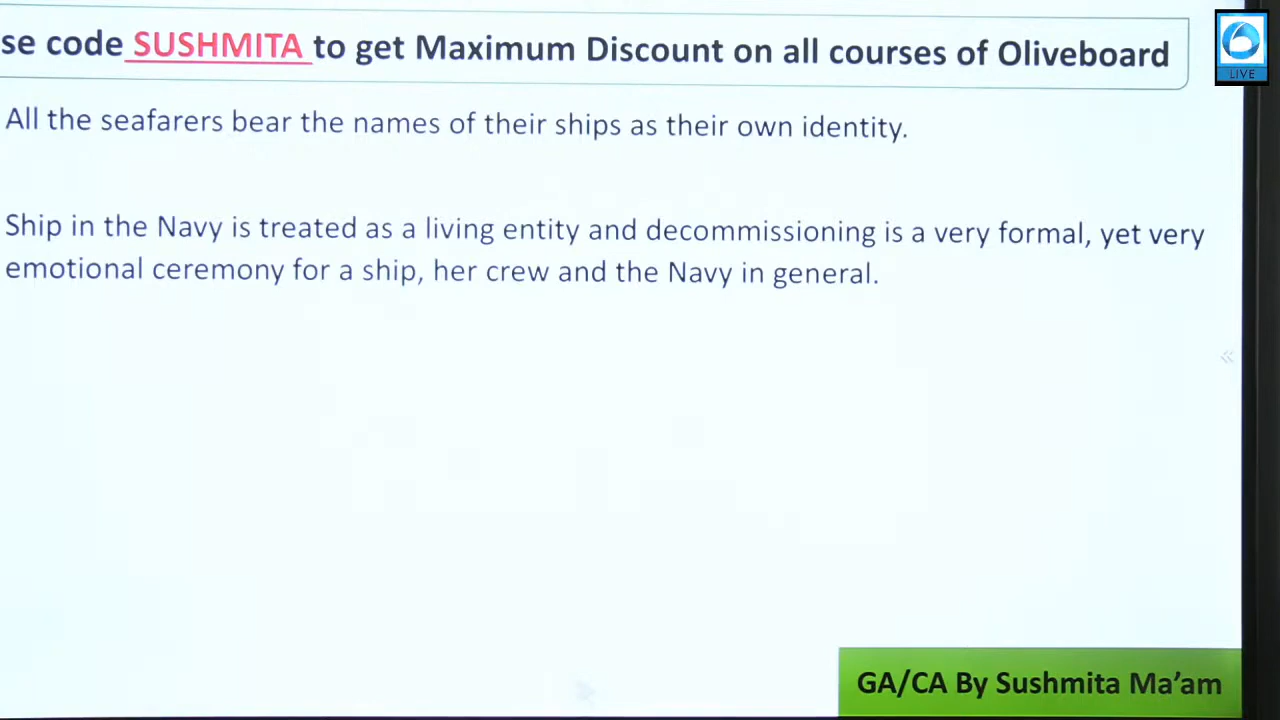 se code SUSHMITA to get Maximum Discount on all courses of Oliveboard
LIVE
All the seafarers bear the names of their ships as their own identity.
Ship in the Navy is treated as a living entity and decommissioning is a very formal, yet very
emotional ceremony for a ship, her crew and the Navy in general.
GA/CA By Sushmita Ma'am